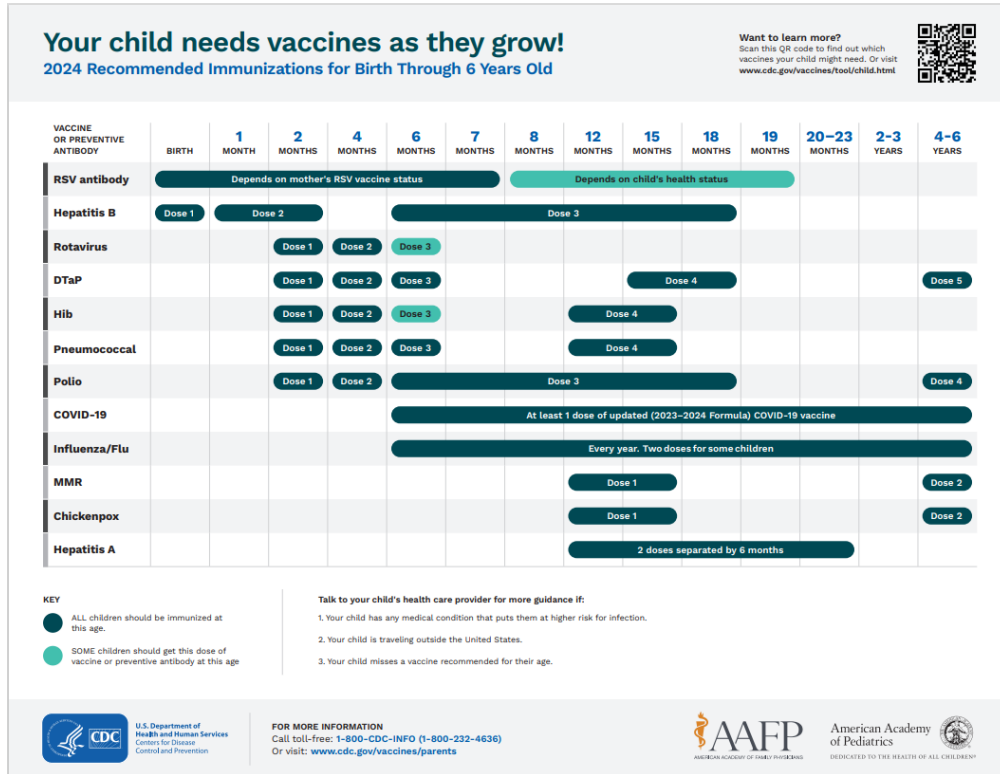 Your child needs vaccines as they grow!
2024 Recommended Immunizations for Birth Through 6 Years Old
Want to learn more?
Scan this QR code to find out which
vaccines your child might need. Or visit
www.cdc.gov/vaccines/tool/child.html
VACCINE
OR PREVENTIVE
ANTIBODY
BIRTH
1
MONTH
2
MONTHS
4
MONTHS
6
MONTHS
7
MONTHS
8
MONTHS
12
MONTHS
15
MONTHS
18
MONTHS
19
MONTHS
20–23
MONTHS
2-3
YEARS
4-6
YEARS
RSV antibody Depends on mother's RSV vaccine status Depends on child's health status
Hepatitis B Dose 1 Dose 2 Dose 3
Rotavirus Dose 1 Dose 2 Dose 3
DTaP Dose 1 Dose 2 Dose 3 Dose 4 Dose 5
Hib Dose 1 Dose 2 Dose 3 Dose 4
Pneumococcal Dose 1 Dose 2 Dose 3 Dose 4
Polio Dose 1 Dose 2 Dose 3 Dose 4
COVID-19 At least 1 dose of updated (2023–2024 Formula) COVID-19 vaccine
Influenza/Flu Every year. Two doses for some children
MMR Dose 1 Dose 2
Chickenpox Dose 1 Dose 2
Hepatitis A 2 doses separated by 6 months
KEY
ALL children should be immunized at
this age.
SOME children should get this dose of
vaccine or preventive antibody at this age
Talk to your child's health care provider for more guidance if:
1. Your child has any medical condition that puts them at higher risk for infection.
2. Your child is traveling outside the United States.
3. Your child misses a vaccine recommended for their age.
CDC
U.S. Department of
Health and Human Services
Centers for Disease
Control and Prevention
FOR MORE INFORMATION
Call toll-free: 1-800-CDC-INFO (1-800-232-4636)
Or visit: www.cdc.gov/vaccines/parents
AAFP
AMERICAN ACADEMY OF FAMILY PHYSICIANS
American Academy
of Pediatrics
DEDICATED TO THE HEALTH OF ALL CHILDREN®